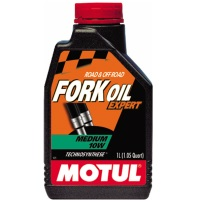 ROAD & OFF ROAD
FORK OIL
EXPERT
MEDIUM
10W
TECHNOSYNTHESE®
1L (1.05 Quart)
MOTUL